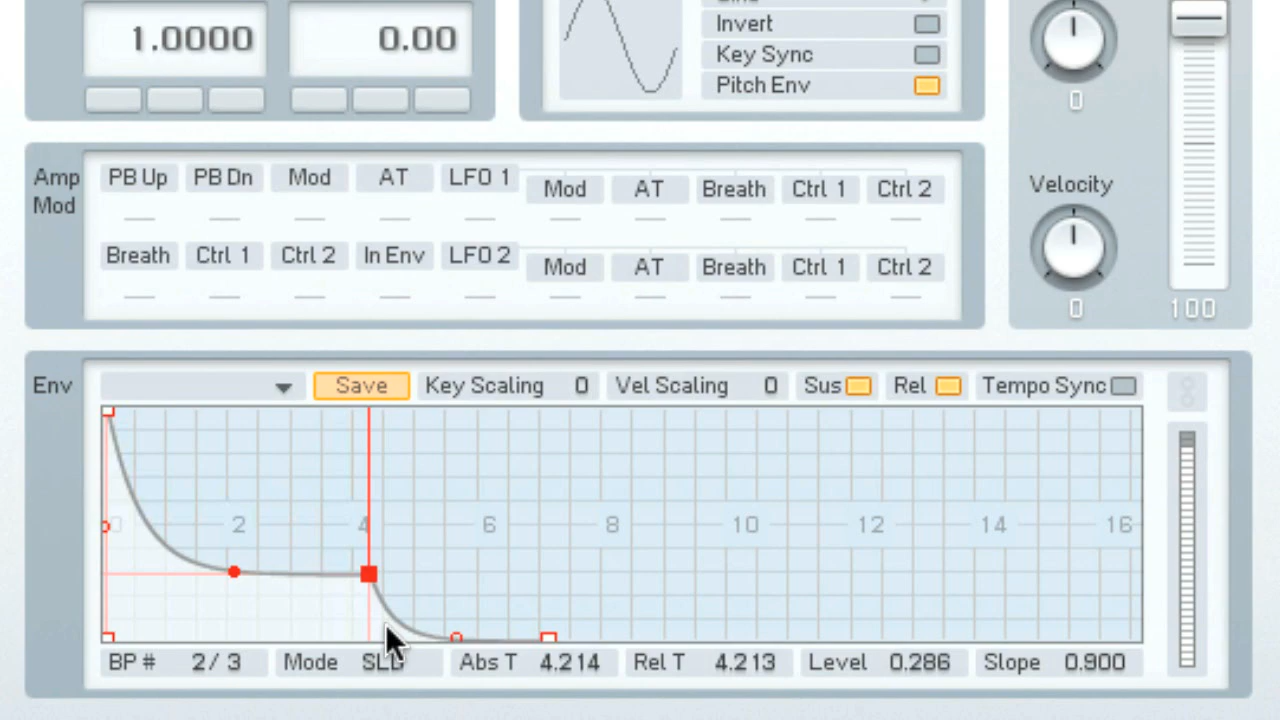 1.0000 0.00
Invert
Key Sync
Pitch Env
0
Amp Mod
PB Up PB Dn Mod AT LFO 1 Mod AT Breath Ctrl 1 Ctrl 2
Breath Ctrl 1 Ctrl 2 In Env LFO 2 Mod AT Breath Ctrl 1 Ctrl 2
Velocity
0 100
Env Save Key Scaling 0 Vel Scaling 0 Sus Rel Tempo Sync
0 2 4 6 8 10 12 14 16
BP # 2/ 3 Mode Abs T 4.214 Rel T 4.213 Level 0.286 Slope 0.900